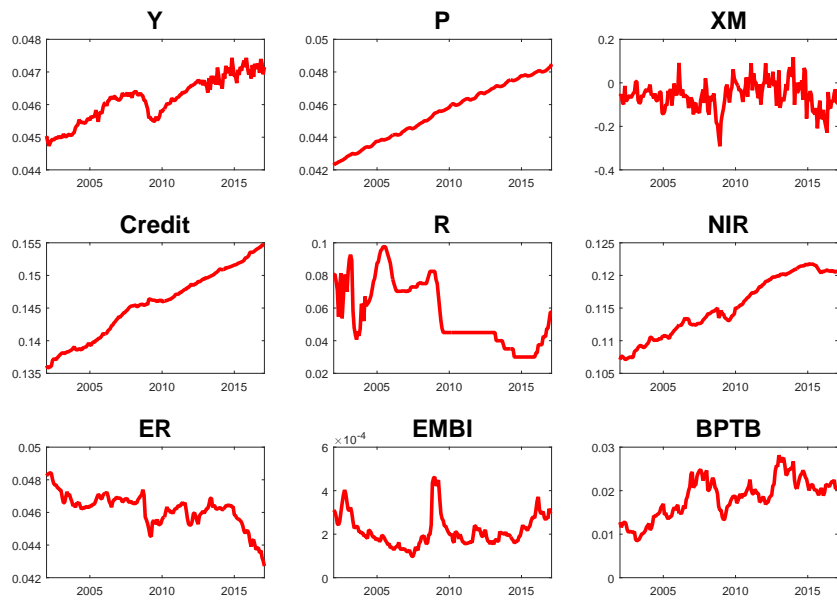 Y
0.048
0.047
0.046
0.045
0.044
2005 2010 2015
P
0.05
0.048
0.046
0.044
0.042
2005 2010 2015
XM
0.2
0
-0.2
-0.4
2005 2010 2015
Credit
0.155
0.15
0.145
0.14
0.135
2005 2010 2015
R
0.1
0.08
0.06
0.04
0.02
2005 2010 2015
NIR
0.125
0.12
0.115
0.11
0.105
2005 2010 2015
ER
0.05
0.048
0.046
0.044
0.042
2005 2010 2015
EMBI
×10⁻⁴
6
4
2
0
2005 2010 2015
BPTB
0.03
0.02
0.01
0
2005 2010 2015